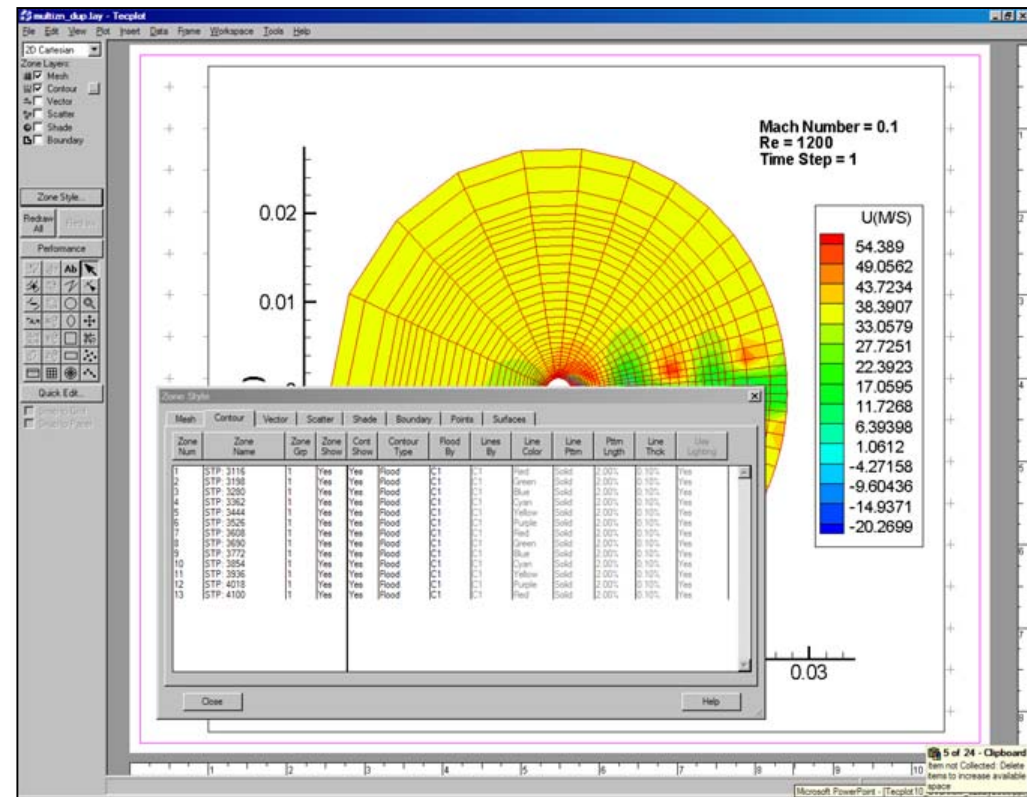 multizn_dup.lay - Tecplot
File Edit View Plot Insert Data Frame Workspace Tools Help
2D Cartesian
Zone Layers:
Mesh
Contour
Vector
Scatter
Shade
Boundary
Zone Style...
Redraw All
Performance
Quick Edit...
Mach Number = 0.1
Re = 1200
Time Step = 1
0.02
0.01
0.03
U(M/S)
54.389
49.0562
43.7234
38.3907
33.0579
27.7251
22.3923
17.0595
11.7268
6.39398
1.0612
-4.27158
-9.60436
-14.9371
-20.2699
Zone Style
Mesh Contour Vector Scatter Shade Boundary Points Surfaces
Zone Num Zone Name Zone Grp Zone Show Cont Show Contour Type Flood By Lines By Line Color Line Pttrn Pttrn Lngth Line Thick Use Lighting
1 STP: 3116 1 Yes Yes Flood C1 C1 Red Solid 2.00% 0.10% Yes
2 STP: 3198 1 Yes Yes Flood C1 C1 Green Solid 2.00% 0.10% Yes
3 STP: 3280 1 Yes Yes Flood C1 C1 Blue Solid 2.00% 0.10% Yes
4 STP: 3362 1 Yes Yes Flood C1 C1 Cyan Solid 2.00% 0.10% Yes
5 STP: 3444 1 Yes Yes Flood C1 C1 Yellow Solid 2.00% 0.10% Yes
6 STP: 3526 1 Yes Yes Flood C1 C1 Purple Solid 2.00% 0.10% Yes
7 STP: 3608 1 Yes Yes Flood C1 C1 Red Solid 2.00% 0.10% Yes
8 STP: 3690 1 Yes Yes Flood C1 C1 Green Solid 2.00% 0.10% Yes
9 STP: 3772 1 Yes Yes Flood C1 C1 Blue Solid 2.00% 0.10% Yes
10 STP: 3854 1 Yes Yes Flood C1 C1 Cyan Solid 2.00% 0.10% Yes
11 STP: 3936 1 Yes Yes Flood C1 C1 Yellow Solid 2.00% 0.10% Yes
12 STP: 4018 1 Yes Yes Flood C1 C1 Purple Solid 2.00% 0.10% Yes
13 STP: 4100 1 Yes Yes Flood C1 C1 Red Solid 2.00% 0.10% Yes
Close Help
1 2 3 4 5 6 7 8 9 10
5 of 24 - Clipboard
Item not Collected: Delete
items to increase available
space
Microsoft PowerPoint